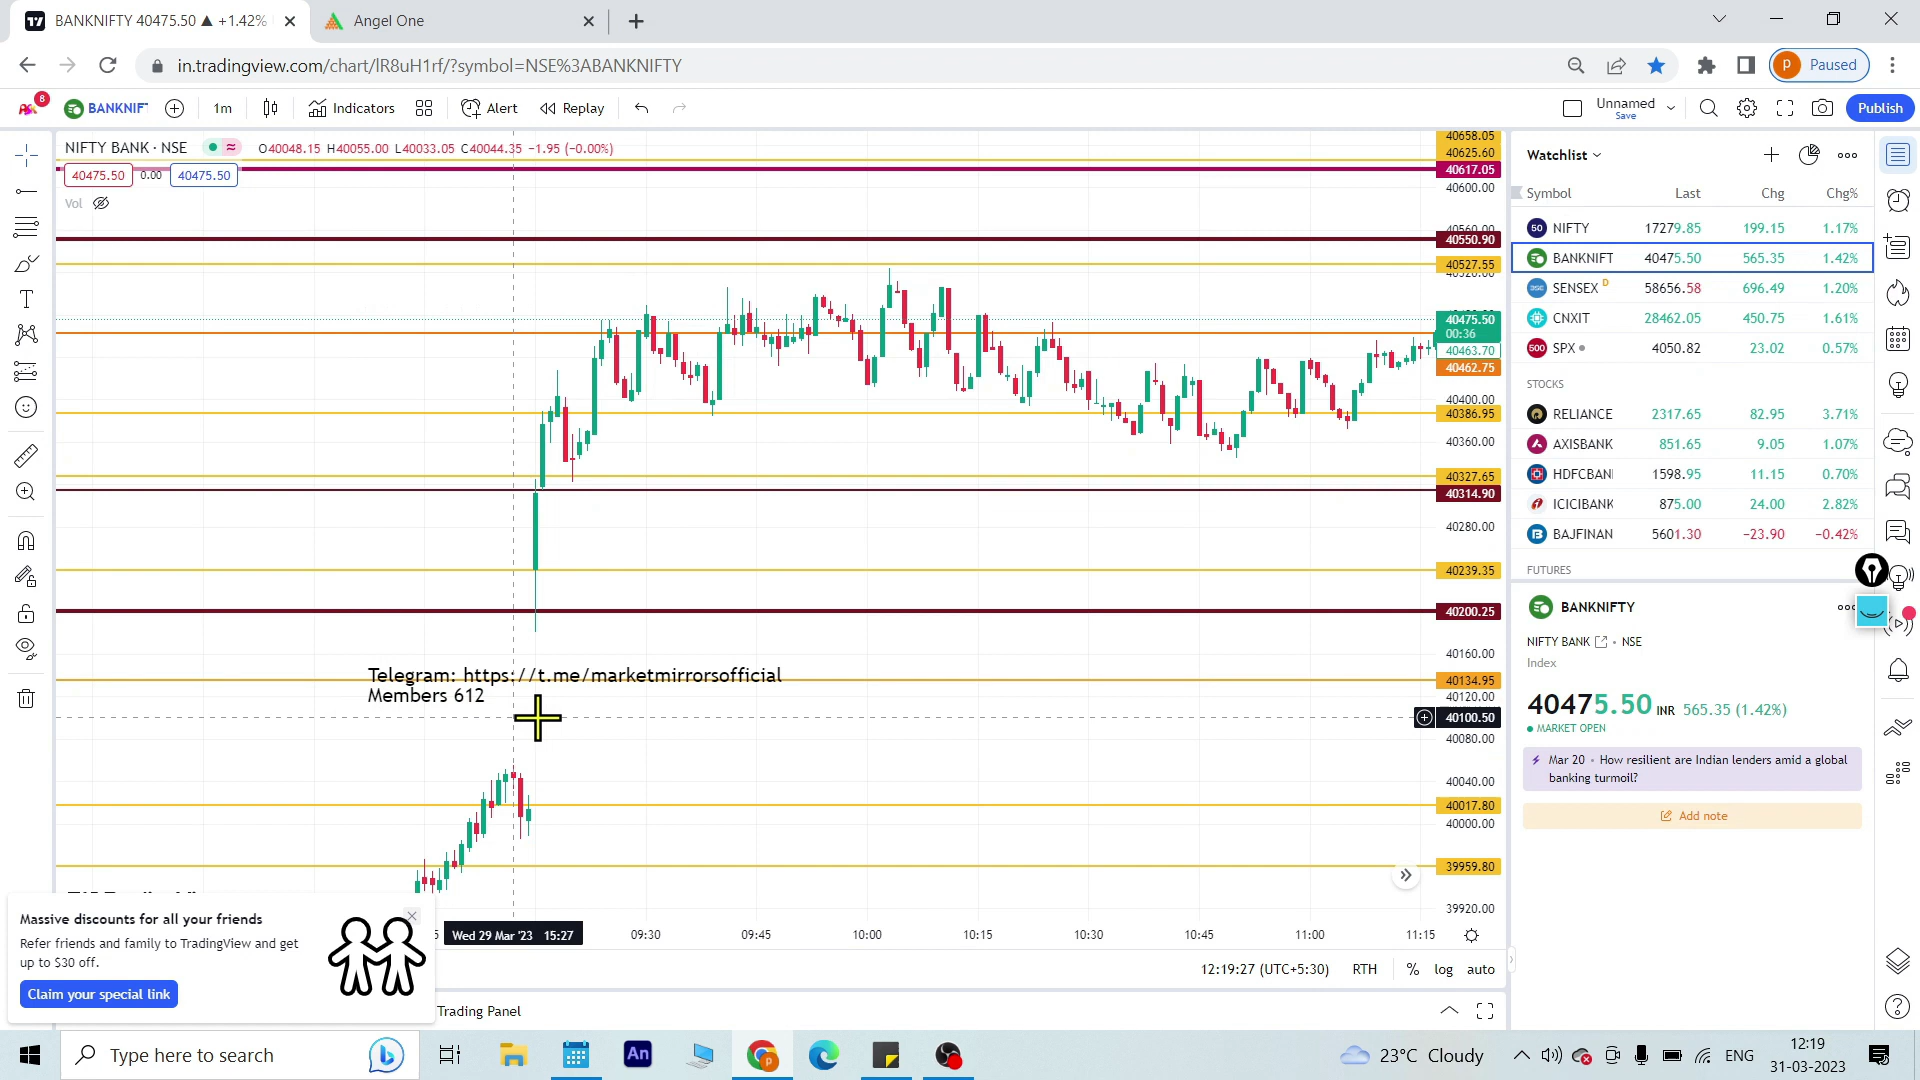 BANKNIFTY 40475.50 ▲ +1.42%
Angel One
in.tradingview.com/chart/lR8uH1rf/?symbol=NSE%3ABANKNIFTY
Paused
8
BANKNIF
1m
Indicators
Alert
Replay
Unnamed
Save
Publish
NIFTY BANK · NSE
O40048.15 H40055.00 L40033.05 C40044.35 −1.95 (−0.00%)
40475.50
0.00
40475.50
Vol
40658.05
40625.60
40617.05
40600.00
40550.90
40527.55
40475.50
00:36
40463.70
40462.75
40400.00
40386.95
40360.00
40327.65
40314.90
40280.00
40239.35
40200.25
40160.00
40134.95
40120.00
40100.50
40080.00
40040.00
40017.80
40000.00
39959.80
39920.00
Telegram: https://t.me/marketmirrorsofficial
Members 612
Wed 29 Mar '23 15:27
09:30
09:45
10:00
10:15
10:30
10:45
11:00
11:15
12:19:27 (UTC+5:30)
RTH
%
log
auto
Trading Panel
Massive discounts for all your friends
Refer friends and family to TradingView and get
up to $30 off.
Claim your special link
Watchlist
Symbol Last Chg Chg%
NIFTY 17279.85 199.15 1.17%
BANKNIFT 40475.50 565.35 1.42%
SENSEX D 58656.58 696.49 1.20%
CNXIT 28462.05 450.75 1.61%
SPX 4050.82 23.02 0.57%
STOCKS
RELIANCE 2317.65 82.95 3.71%
AXISBANK 851.65 9.05 1.07%
HDFCBANI 1598.95 11.15 0.70%
ICICIBANK 875.00 24.00 2.82%
BAJFINAN 5601.30 −23.90 −0.42%
FUTURES
BANKNIFTY
NIFTY BANK • NSE
Index
40475.50 INR 565.35 (1.42%)
MARKET OPEN
Mar 20 • How resilient are Indian lenders amid a global
banking turmoil?
Add note
Type here to search
An
23°C Cloudy
ENG
12:19
31-03-2023